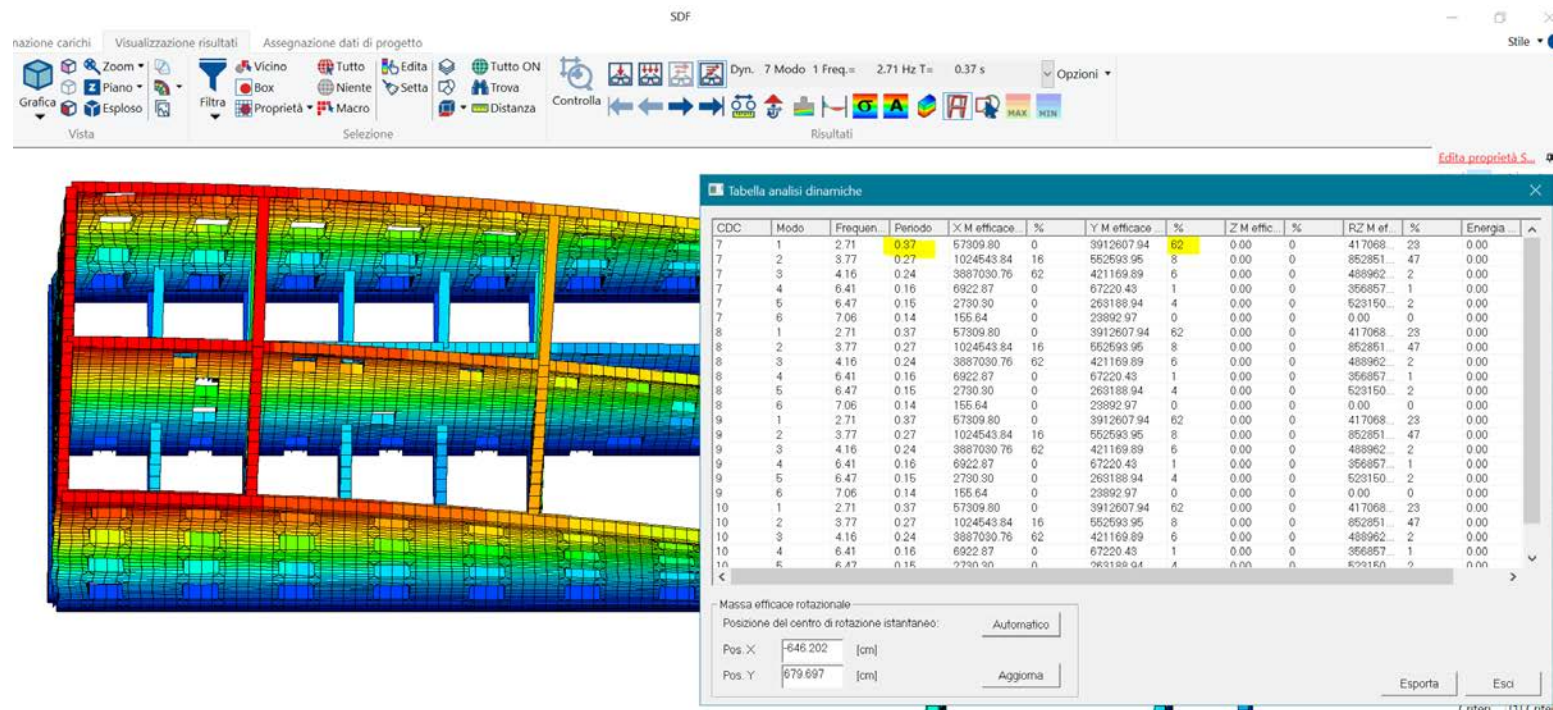 SDF
nazione carichi Visualizzazione risultati Assegnazione dati di progetto Stile
Zoom Vicino Tutto Edita Tutto ON Dyn. 7 Modo 1 Freq.= 2.71 Hz T= 0.37 s Opzioni
Grafica Z Piano Filtra Box Niente Setta Trova Controlla
Esploso Proprietà Macro Distanza σ A MAX MIN
Vista Selezione Risultati
Edita proprietà S...
Tabella analisi dinamiche
CDC Modo Frequen... Periodo X M efficace... % Y M efficace... % Z M effic... % RZ M ef... % Energia ...
7 1 2.71 0.37 57309.80 0 3912607.94 62 0.00 0 417068... 23 0.00
7 2 3.77 0.27 1024543.84 16 552593.95 8 0.00 0 852851... 47 0.00
7 3 4.16 0.24 3887030.76 62 421169.89 6 0.00 0 488962... 2 0.00
7 4 6.41 0.16 6922.87 0 67220.43 1 0.00 0 356857... 1 0.00
7 5 6.47 0.15 2730.30 0 263188.94 4 0.00 0 523150... 2 0.00
7 6 7.06 0.14 155.64 0 23892.97 0 0.00 0 0.00 0 0.00
8 1 2.71 0.37 57309.80 0 3912607.94 62 0.00 0 417068... 23 0.00
8 2 3.77 0.27 1024543.84 16 552593.95 8 0.00 0 852851... 47 0.00
8 3 4.16 0.24 3887030.76 62 421169.89 6 0.00 0 488962... 2 0.00
8 4 6.41 0.16 6922.87 0 67220.43 1 0.00 0 356857... 1 0.00
8 5 6.47 0.15 2730.30 0 263188.94 4 0.00 0 523150... 2 0.00
8 6 7.06 0.14 155.64 0 23892.97 0 0.00 0 0.00 0 0.00
9 1 2.71 0.37 57309.80 0 3912607.94 62 0.00 0 417068... 23 0.00
9 2 3.77 0.27 1024543.84 16 552593.95 8 0.00 0 852851... 47 0.00
9 3 4.16 0.24 3887030.76 62 421169.89 6 0.00 0 488962... 2 0.00
9 4 6.41 0.16 6922.87 0 67220.43 1 0.00 0 356857... 1 0.00
9 5 6.47 0.15 2730.30 0 263188.94 4 0.00 0 523150... 2 0.00
9 6 7.06 0.14 155.64 0 23892.97 0 0.00 0 0.00 0 0.00
10 1 2.71 0.37 57309.80 0 3912607.94 62 0.00 0 417068... 23 0.00
10 2 3.77 0.27 1024543.84 16 552593.95 8 0.00 0 852851... 47 0.00
10 3 4.16 0.24 3887030.76 62 421169.89 6 0.00 0 488962... 2 0.00
10 4 6.41 0.16 6922.87 0 67220.43 1 0.00 0 356857... 1 0.00
10 5 6.47 0.15 2730.30 0 263188.94 4 0.00 0 523150... 2 0.00
Massa efficace rotazionale
Posizione del centro di rotazione istantaneo: Automatico
Pos. X -646.202 [cm]
Pos. Y 679.697 [cm] Aggiorna
Esporta Esci